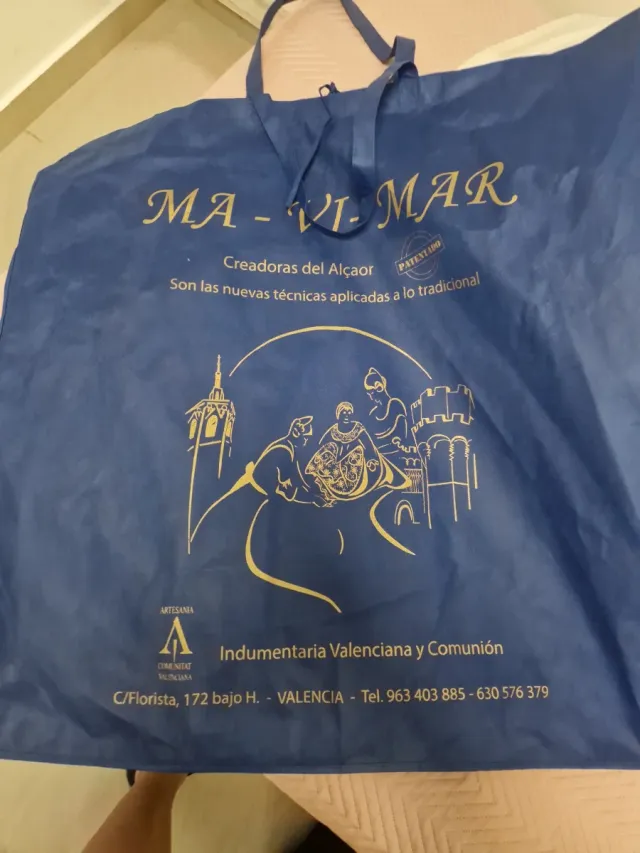 MA - VI - MAR
Creadoras del Alçaor
PATENTADO
Son las nuevas técnicas aplicadas a lo tradicional
ARTESANIA
COMUNITAT
VALENCIANA
Indumentaria Valenciana y Comunión
C/Florista, 172 bajo H. - VALENCIA - Tel. 963 403 885 - 630 576 379